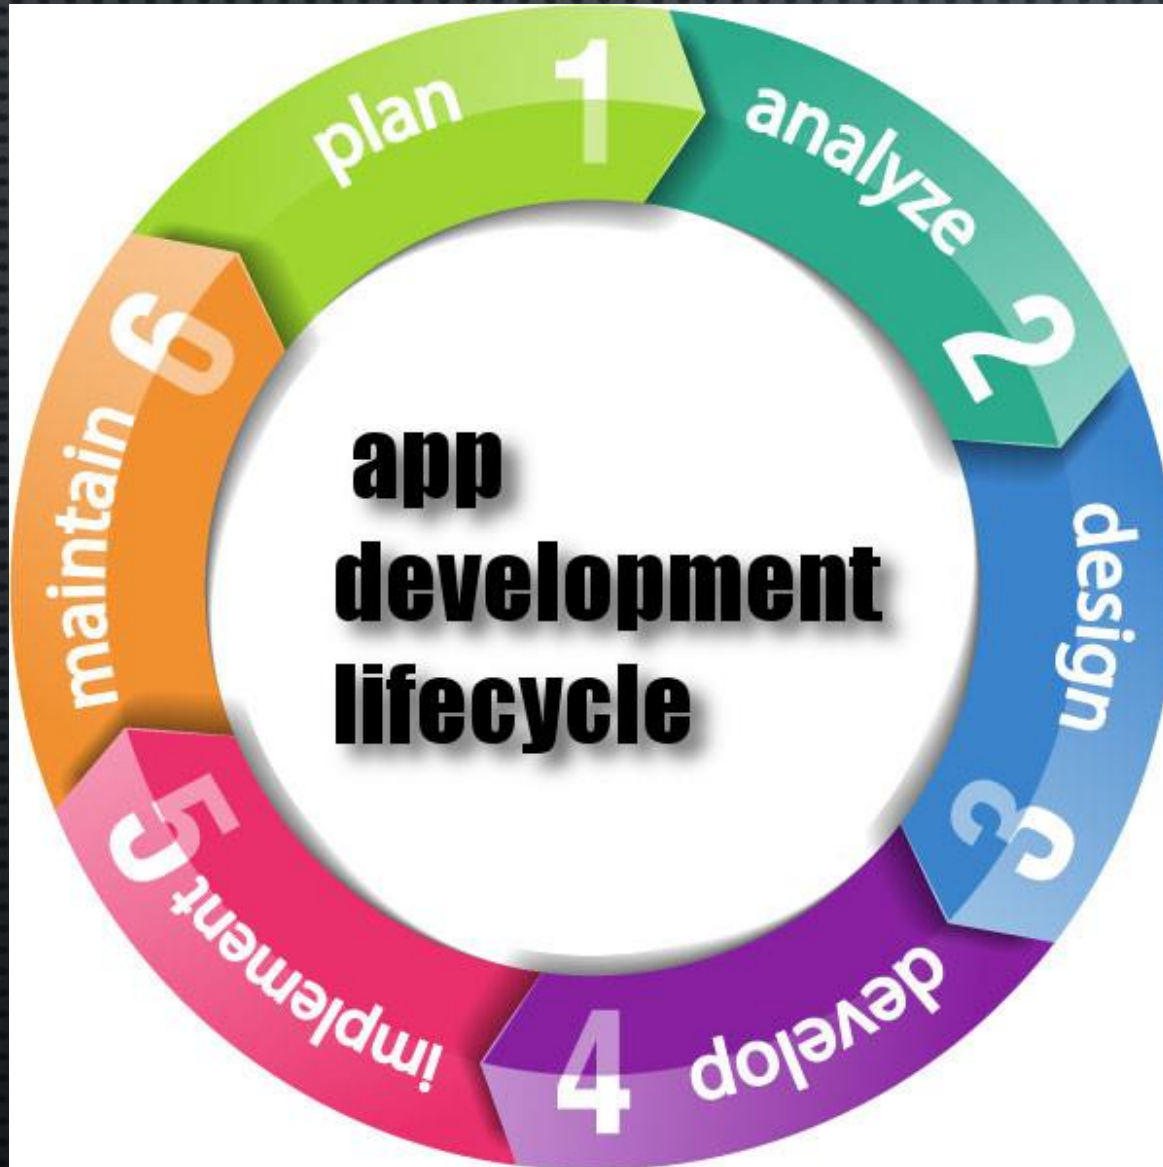 plan 1
analyze 2
design 3
develop 4
implement 5
maintain 6
app
development
lifecycle